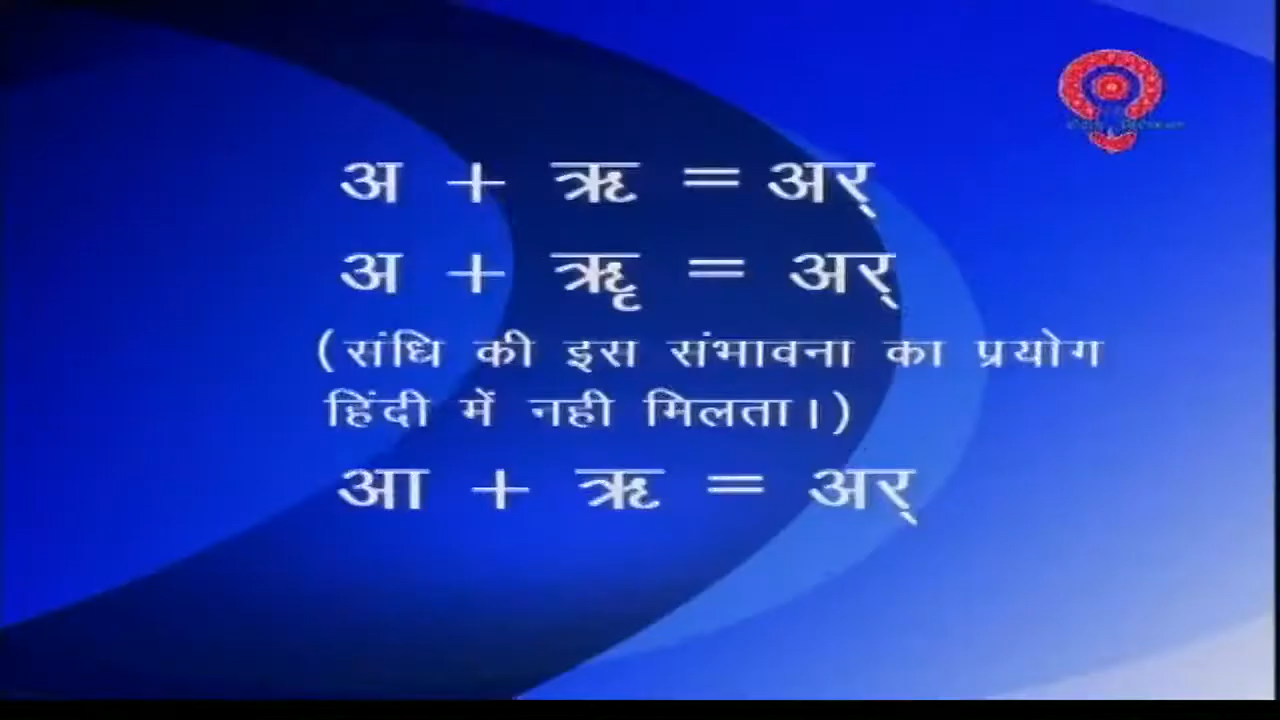 अ + ऋ = अर्
अ + ॠ = अर्
(संधि की इस संभावना का प्रयोग
हिंदी में नही मिलता।)
आ + ऋ = अर्